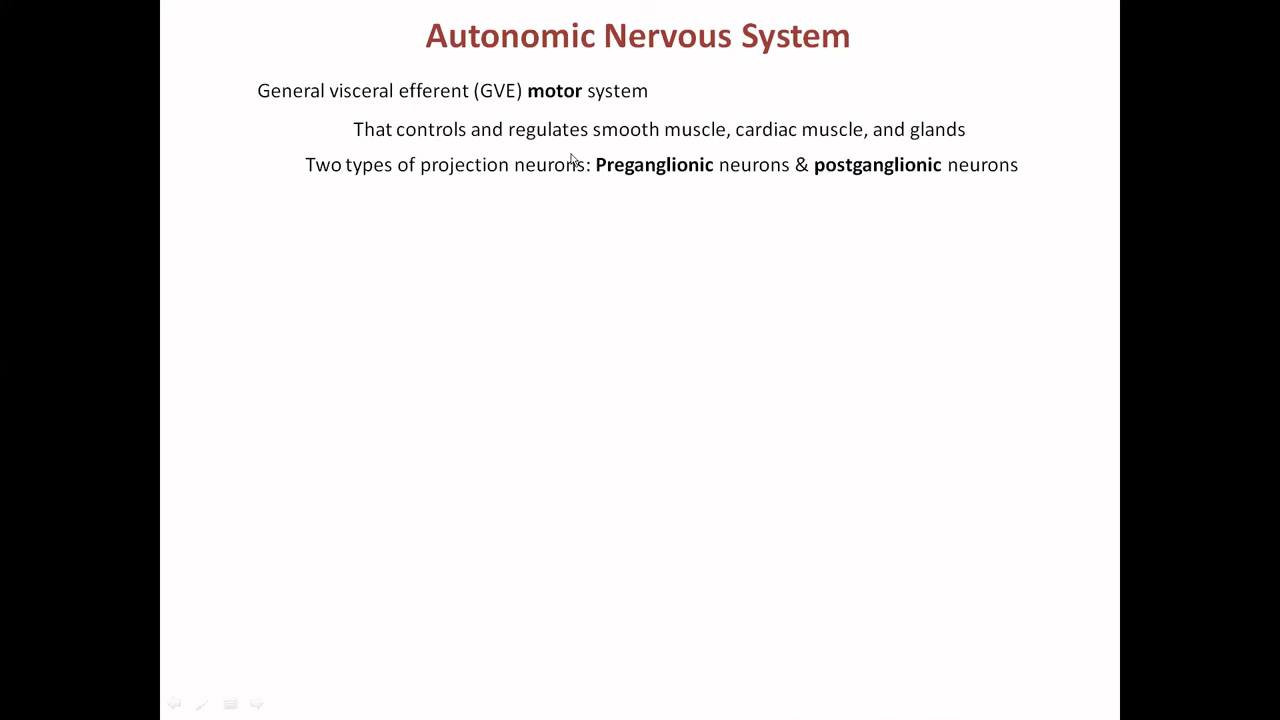 Autonomic Nervous System
General visceral efferent (GVE) motor system
That controls and regulates smooth muscle, cardiac muscle, and glands
Two types of projection neurons: Preganglionic neurons & postganglionic neurons